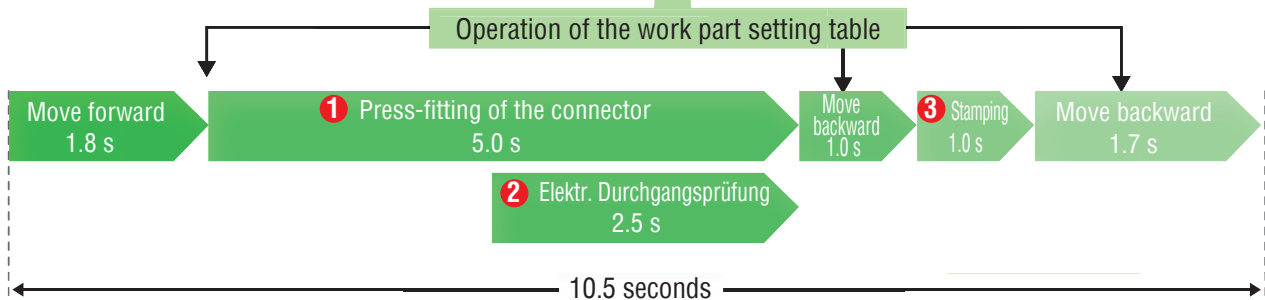 Operation of the work part setting table
Move forward
1.8 s
1 Press-fitting of the connector
5.0 s
Move
backward
1.0 s
3 Stamping
1.0 s
Move backward
1.7 s
2 Elektr. Durchgangsprüfung
2.5 s
10.5 seconds